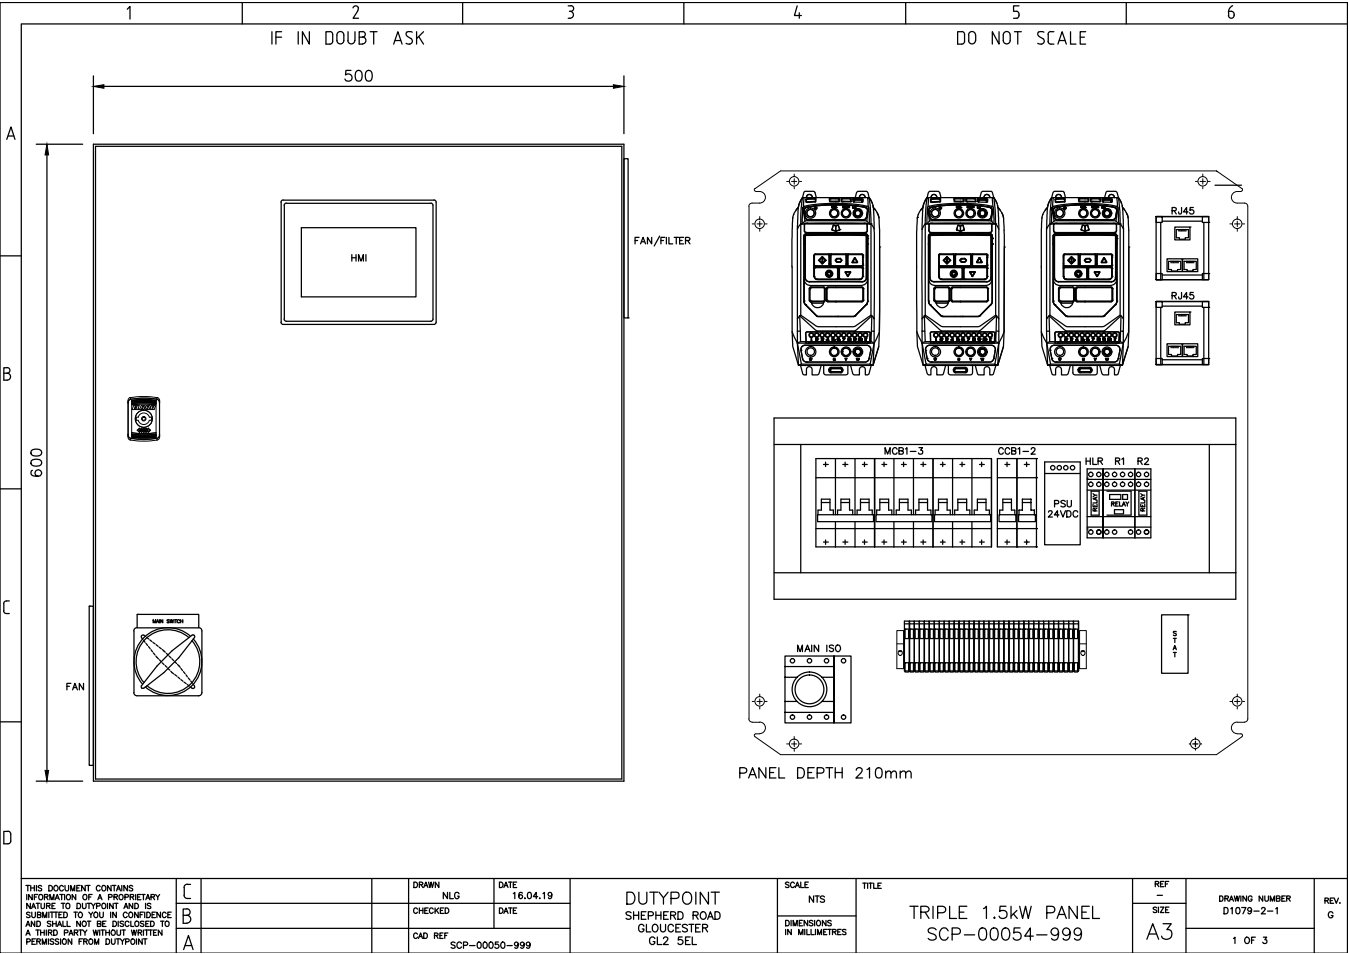 1 2 3 4 5 6
IF IN DOUBT ASK
DO NOT SCALE
A
B
C
D
500
600
HMI
FAN/FILTER
MAIN SWITCH
FAN
RJ45
RJ45
MCB1-3
CCB1-2
PSU
24VDC
HLR R1 R2
RELAY
RELAY
RELAY
MAIN ISO
STAT
PANEL DEPTH 210mm
THIS DOCUMENT CONTAINS
INFORMATION OF A PROPRIETARY
NATURE TO DUTYPOINT AND IS
SUBMITTED TO YOU IN CONFIDENCE
AND SHALL NOT BE DISCLOSED TO
A THIRD PARTY WITHOUT WRITTEN
PERMISSION FROM DUTYPOINT
C
B
A
DRAWN
NLG
DATE
16.04.19
CHECKED
DATE
CAD REF
SCP-00050-999
DUTYPOINT
SHEPHERD ROAD
GLOUCESTER
GL2 5EL
SCALE
NTS
DIMENSIONS
IN MILLIMETRES
TITLE
TRIPLE 1.5kW PANEL
SCP-00054-999
REF
-
SIZE
A3
DRAWING NUMBER
D1079-2-1
1 OF 3
REV.
G